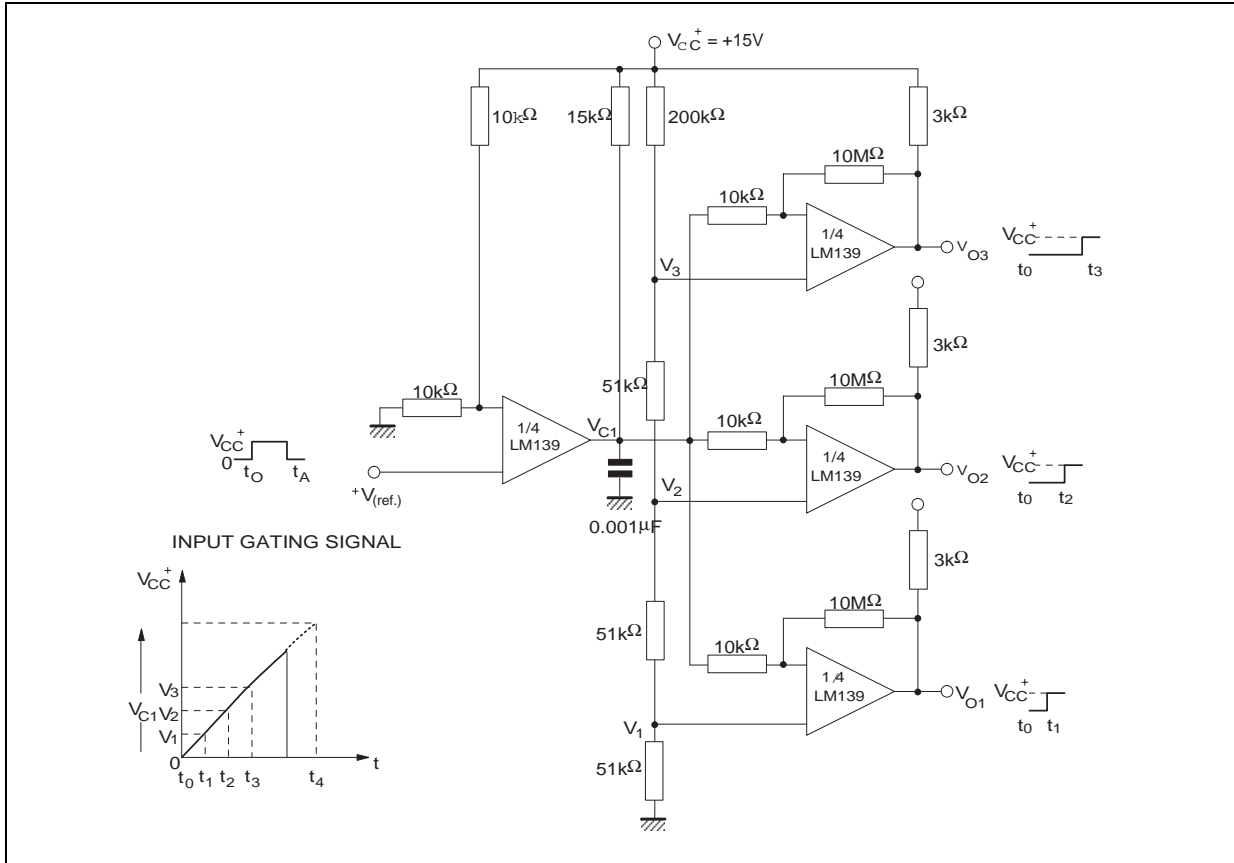 VCC+ = +15V
10kΩ
15kΩ
200kΩ
3kΩ
10MΩ
10kΩ
1/4
LM139
VO3
VCC+
t0
t3
V3
3kΩ
51kΩ
10MΩ
10kΩ
10kΩ
1/4
LM139
VC1
1/4
LM139
VCC+
0
tO
tA
+V(ref.)
V2
VO2
VCC+
t0
t2
0.001µF
3kΩ
INPUT GATING SIGNAL
VCC+
10MΩ
51kΩ
10kΩ
1/4
LM139
VO1
VCC+
t0
t1
V3
VC1
V2
V1
0
t0
t1
t2
t3
t4
t
V1
51kΩ